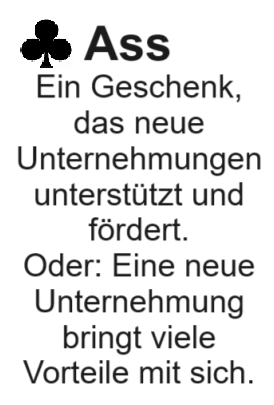 ♣ Ass
Ein Geschenk,
das neue
Unternehmungen
unterstützt und
fördert.
Oder: Eine neue
Unternehmung
bringt viele
Vorteile mit sich.